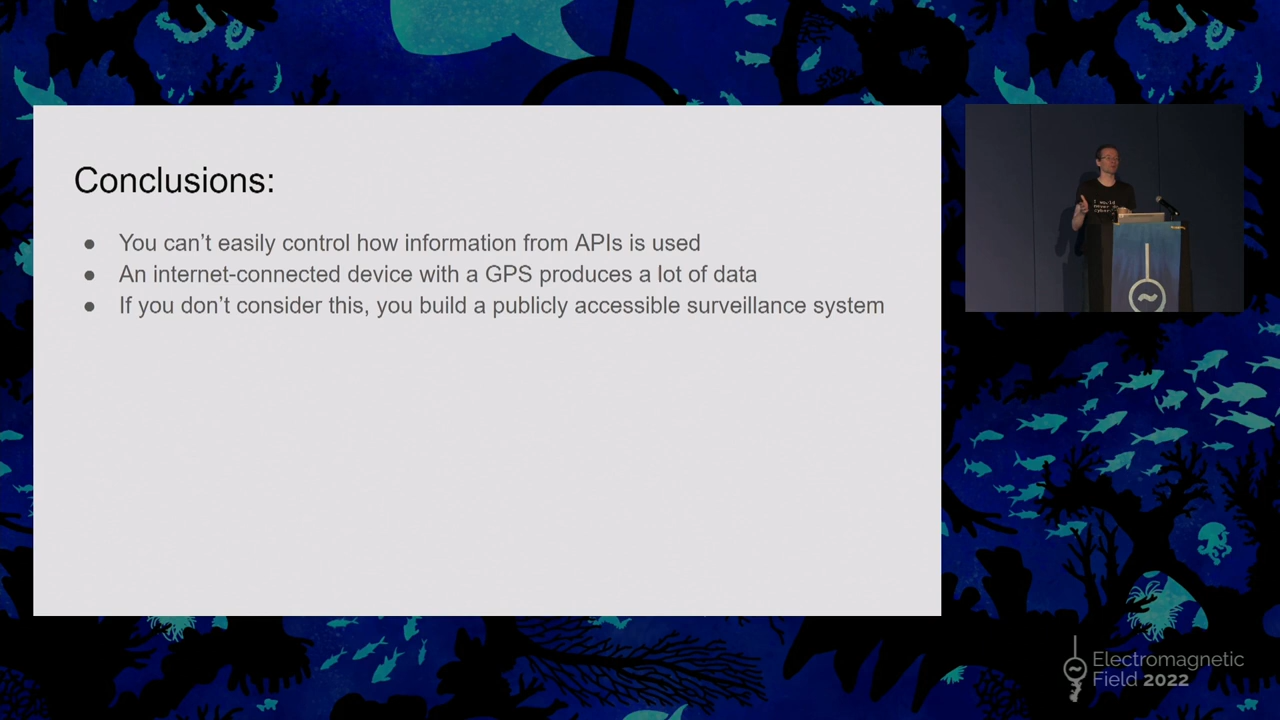 Conclusions:
● You can’t easily control how information from APIs is used
● An internet-connected device with a GPS produces a lot of data
● If you don’t consider this, you build a publicly accessible surveillance system
I would
Electromagnetic
Field 2022